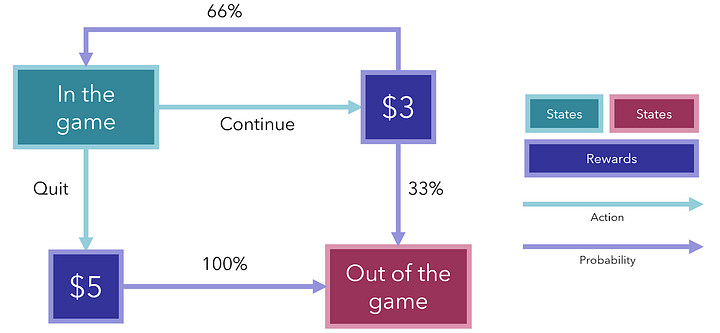 66%
In the
game
Continue
$3
Quit
33%
$5
100%
Out of the
game
States
States
Rewards
Action
Probability